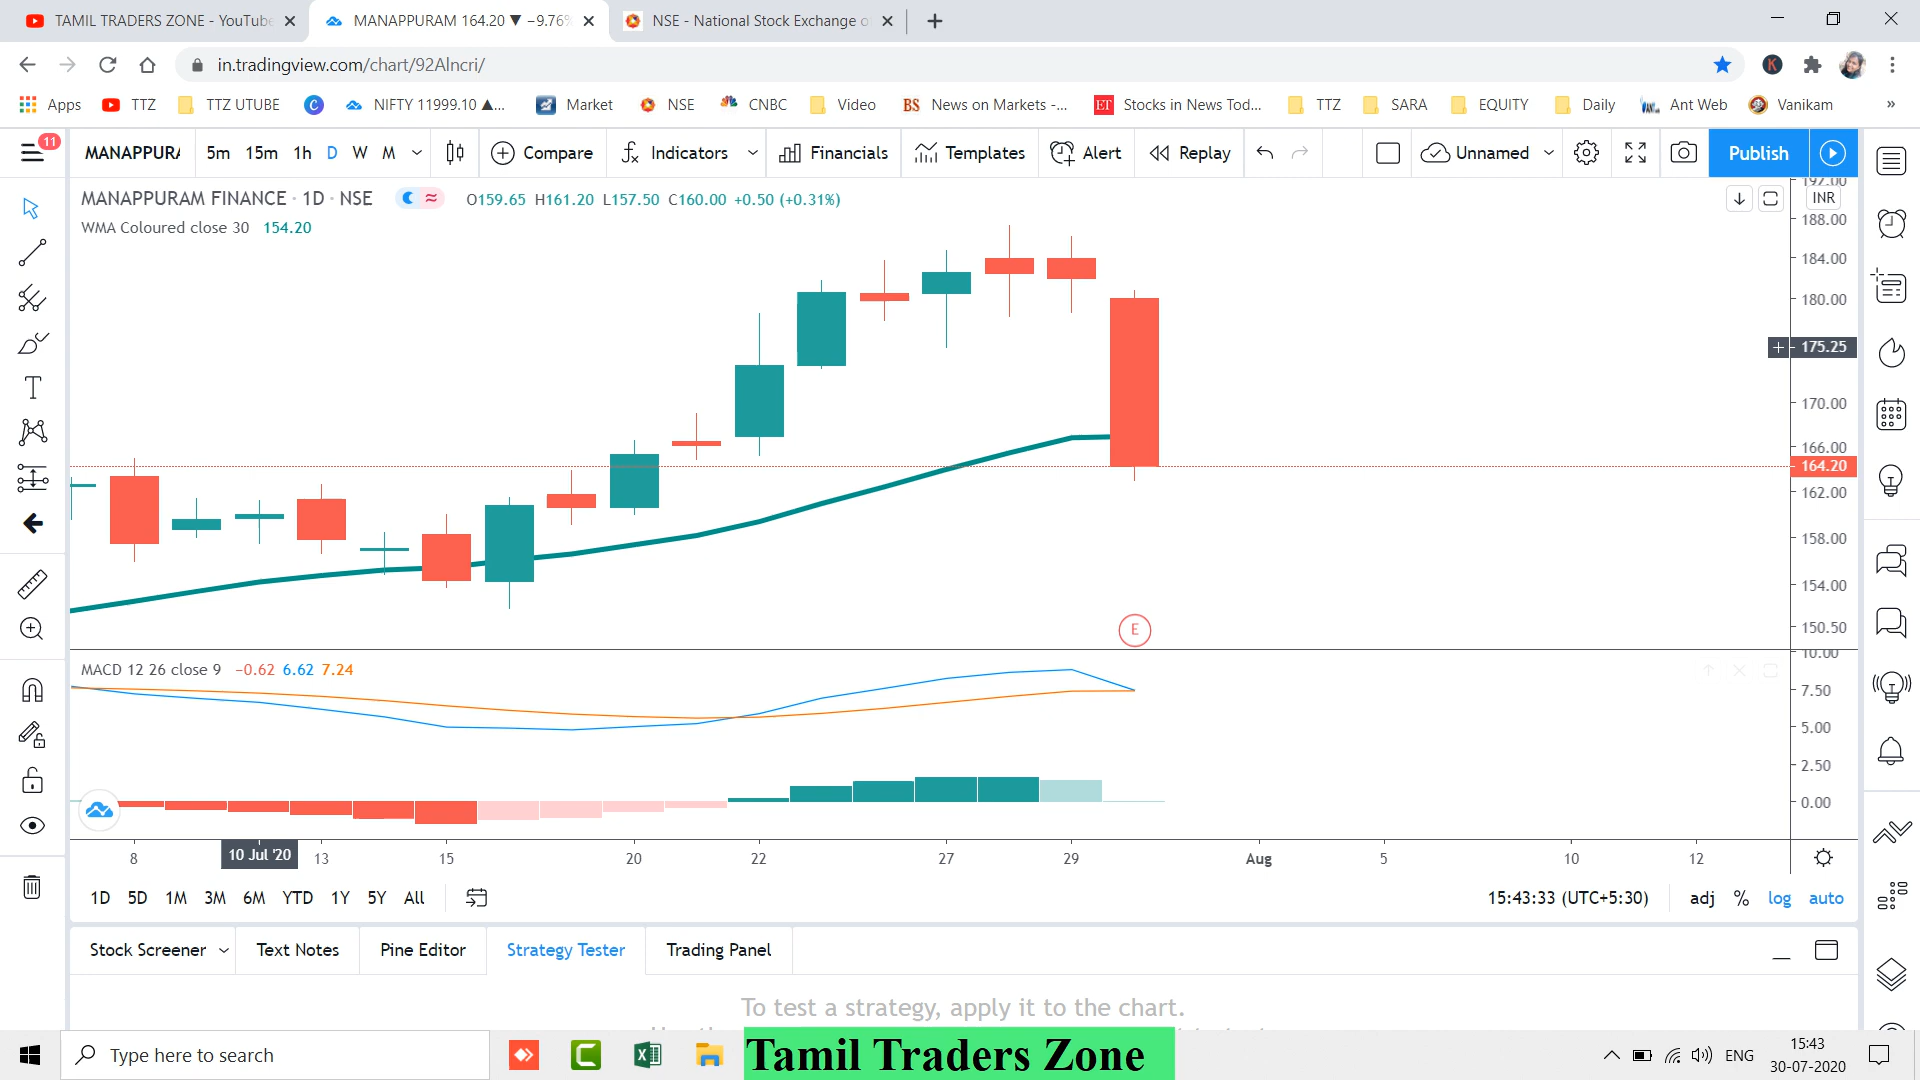 TAMIL TRADERS ZONE - YouTube
MANAPPURAM 164.20 ▼ −9.76%
NSE - National Stock Exchange o
in.tradingview.com/chart/92Alncri/
Apps TTZ TTZ UTUBE NIFTY 11999.10 ▲... Market NSE CNBC Video BS News on Markets -... ET Stocks in News Tod... TTZ SARA EQUITY Daily Ant Web Vanikam »
11
MANAPPURA 5m 15m 1h D W M Compare Indicators Financials Templates Alert Replay Unnamed Publish
MANAPPURAM FINANCE · 1D · NSE O159.65 H161.20 L157.50 C160.00 +0.50 (+0.31%)
WMA Coloured close 30 154.20
197.00
INR
188.00
184.00
180.00
175.25
170.00
166.00
164.20
162.00
158.00
154.00
150.50
E
MACD 12 26 close 9 −0.62 6.62 7.24
10.00
7.50
5.00
2.50
0.00
8 10 Jul '20 13 15 20 22 27 29 Aug 5 10 12
1D 5D 1M 3M 6M YTD 1Y 5Y All 15:43:33 (UTC+5:30) adj % log auto
Stock Screener Text Notes Pine Editor Strategy Tester Trading Panel
To test a strategy, apply it to the chart.
Type here to search
Tamil Traders Zone
ENG
15:43
30-07-2020